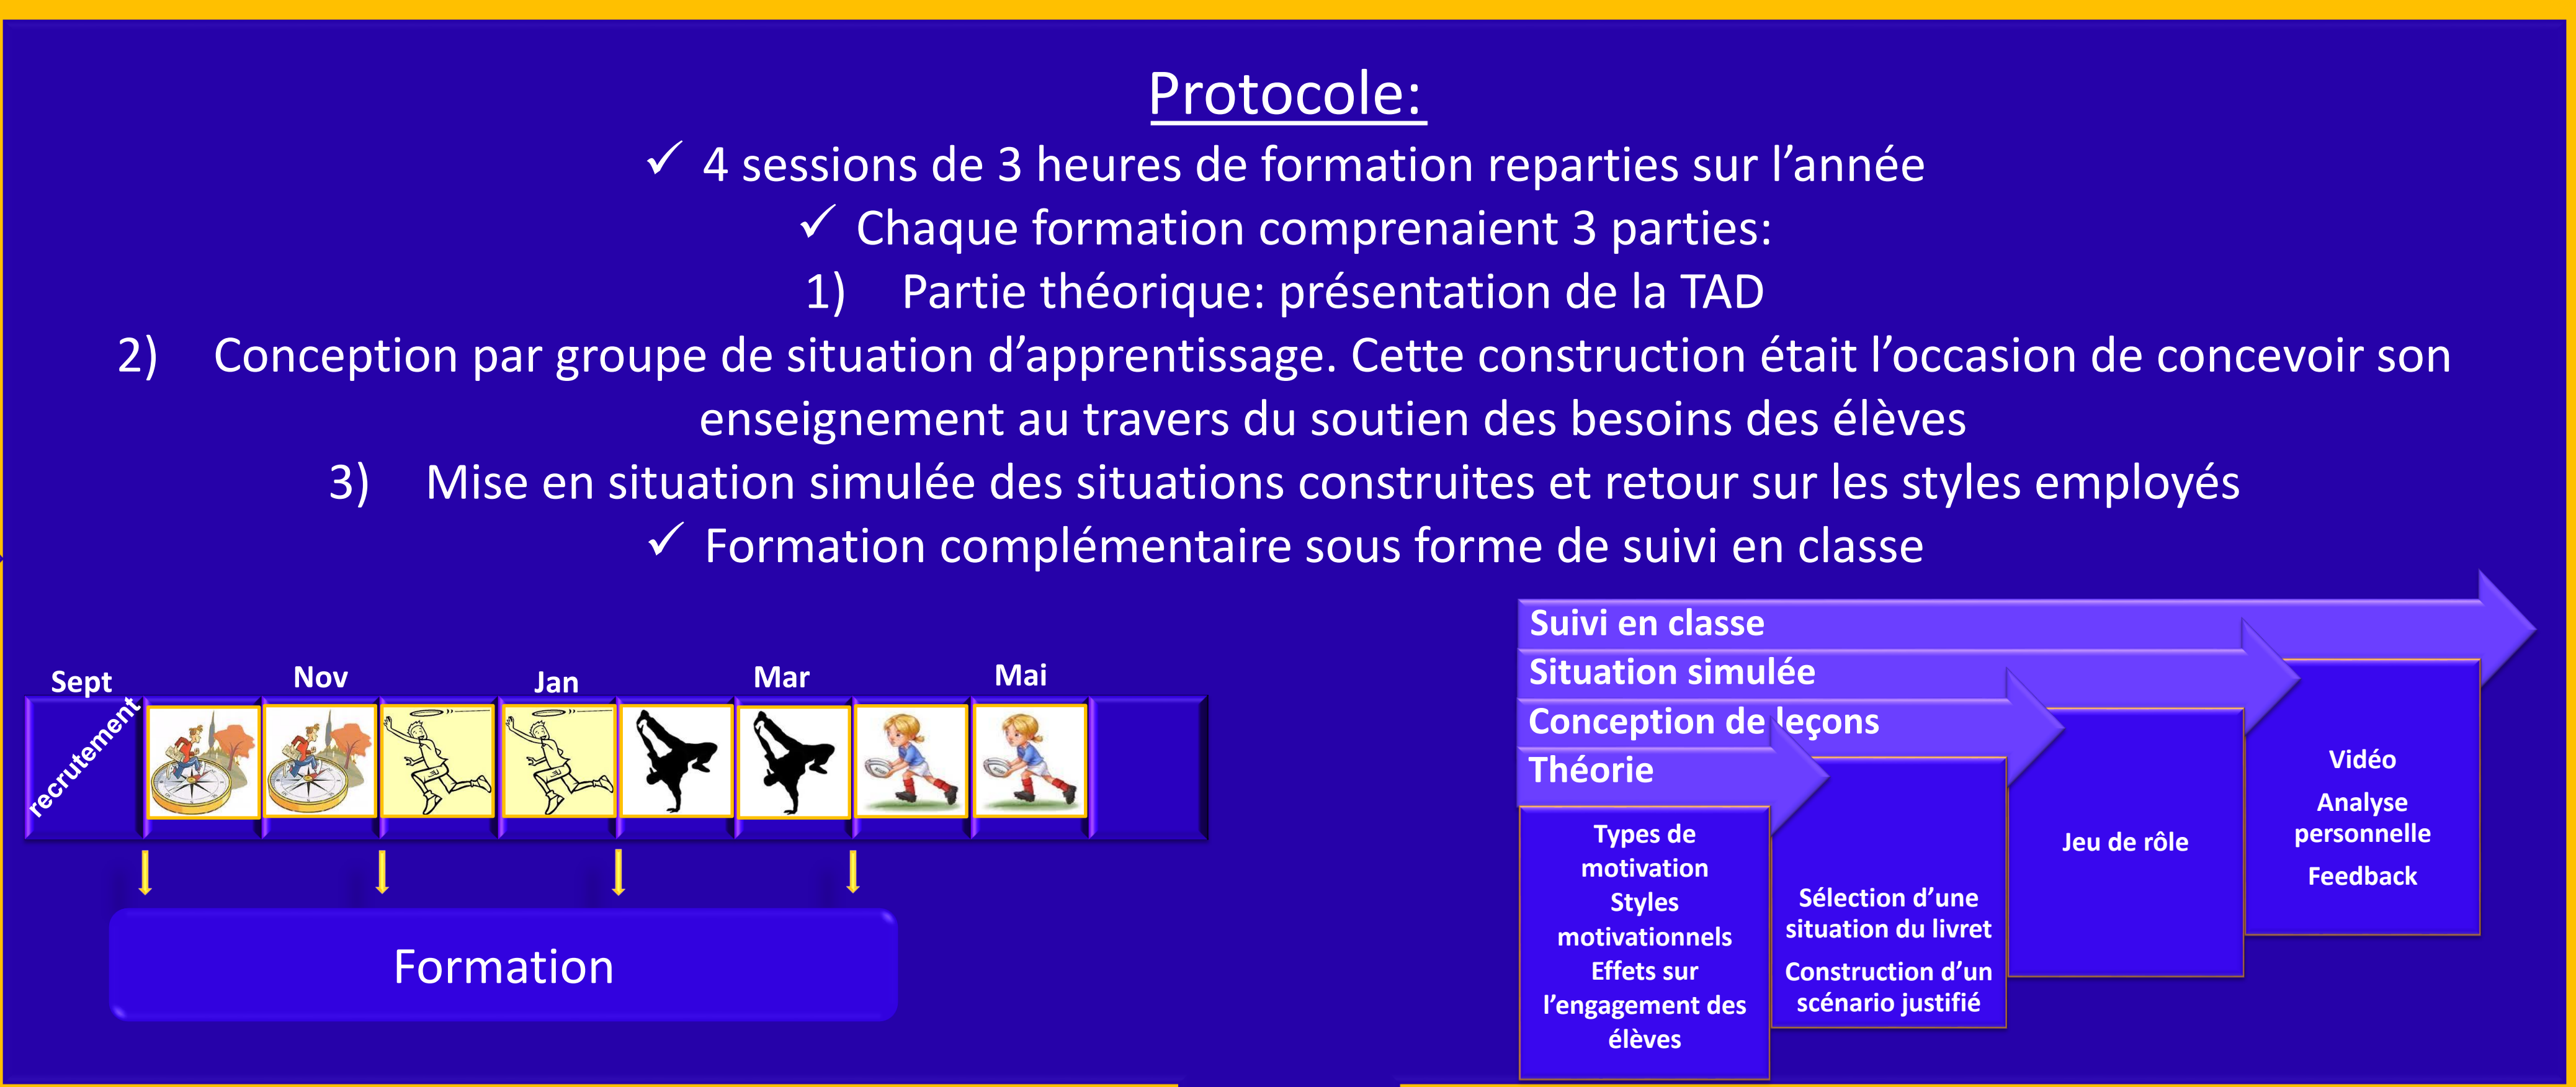 Protocole:
✓ 4 sessions de 3 heures de formation reparties sur l’année
✓ Chaque formation comprenaient 3 parties:
1) Partie théorique: présentation de la TAD
2) Conception par groupe de situation d’apprentissage. Cette construction était l’occasion de concevoir son
enseignement au travers du soutien des besoins des élèves
3) Mise en situation simulée des situations construites et retour sur les styles employés
✓ Formation complémentaire sous forme de suivi en classe
Sept
Nov
Jan
Mar
Mai
recrutement
Formation
Suivi en classe
Situation simulée
Conception de leçons
Théorie
Types de
motivation
Styles
motivationnels
Effets sur
l’engagement des
élèves
Sélection d’une
situation du livret
Construction d’un
scénario justifié
Jeu de rôle
Vidéo
Analyse
personnelle
Feedback